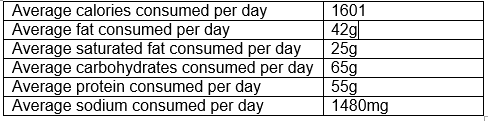 Average calories consumed per day 1601
Average fat consumed per day 42g
Average saturated fat consumed per day 25g
Average carbohydrates consumed per day 65g
Average protein consumed per day 55g
Average sodium consumed per day 1480mg